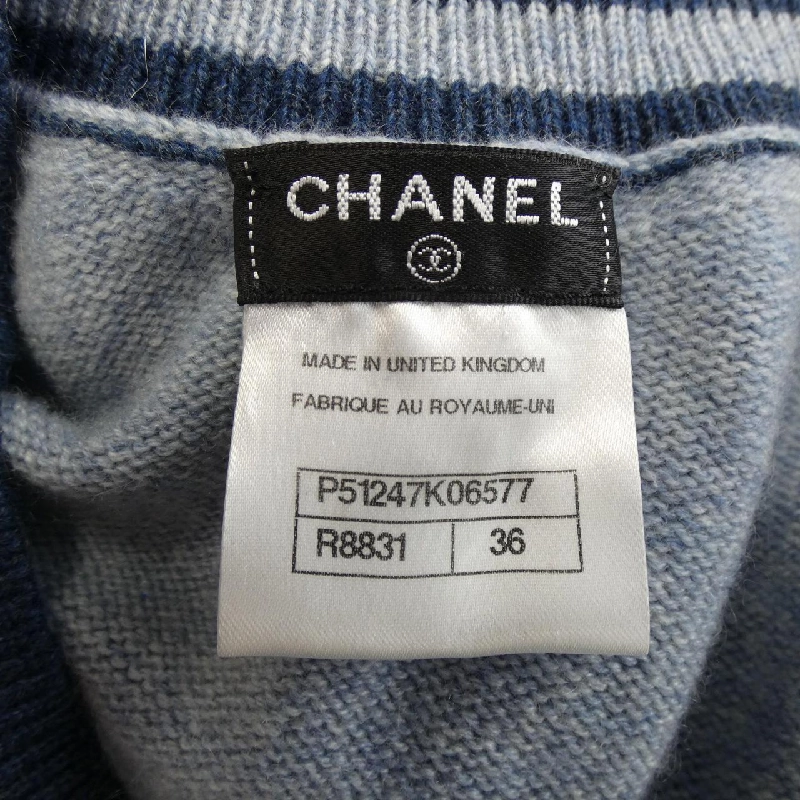 CHANEL
MADE IN UNITED KINGDOM
FABRIQUE AU ROYAUME-UNI
P51247K06577
R8831 36